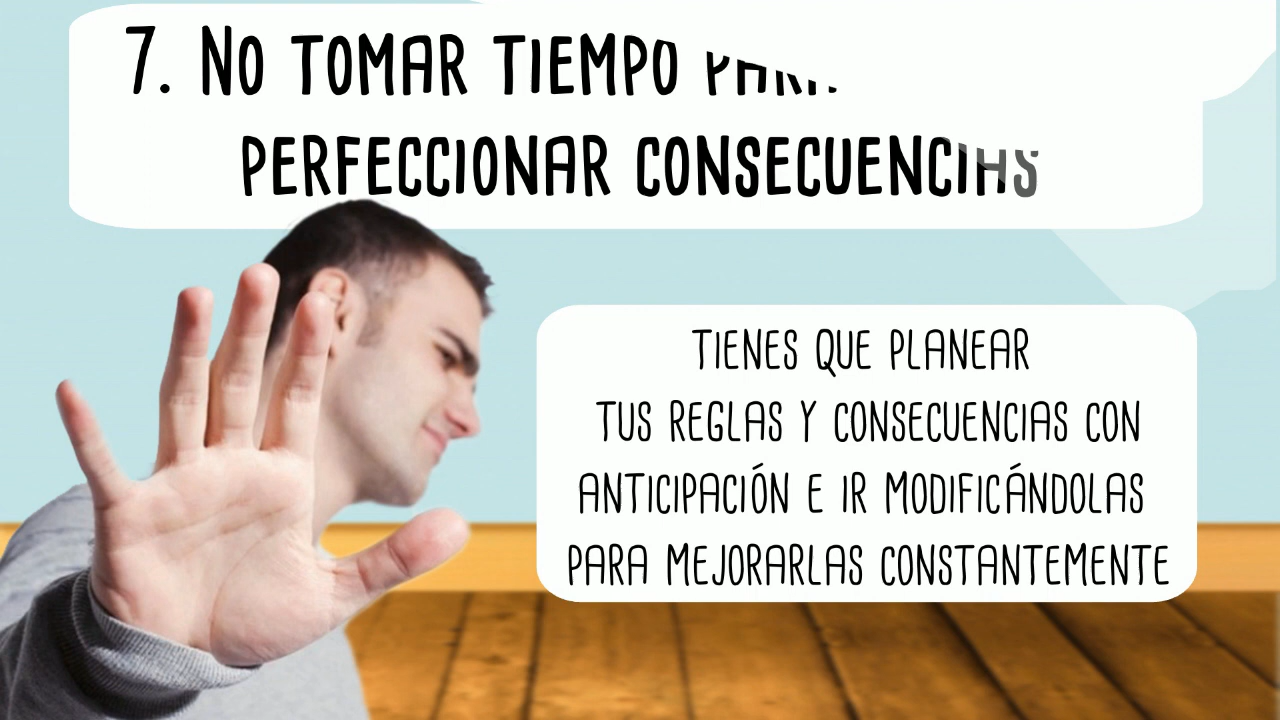 7. No TOMAR TIEMPO
PERFECCIONAR CONSECUENCIAS
TIENES QUE PLANEAR
TUS REGLAS Y CONSECUENCIAS CON
ANTICIPACIÓN E IR MODIFICÁNDOLAS
PARA MEJORARLAS CONSTANTEMENTE